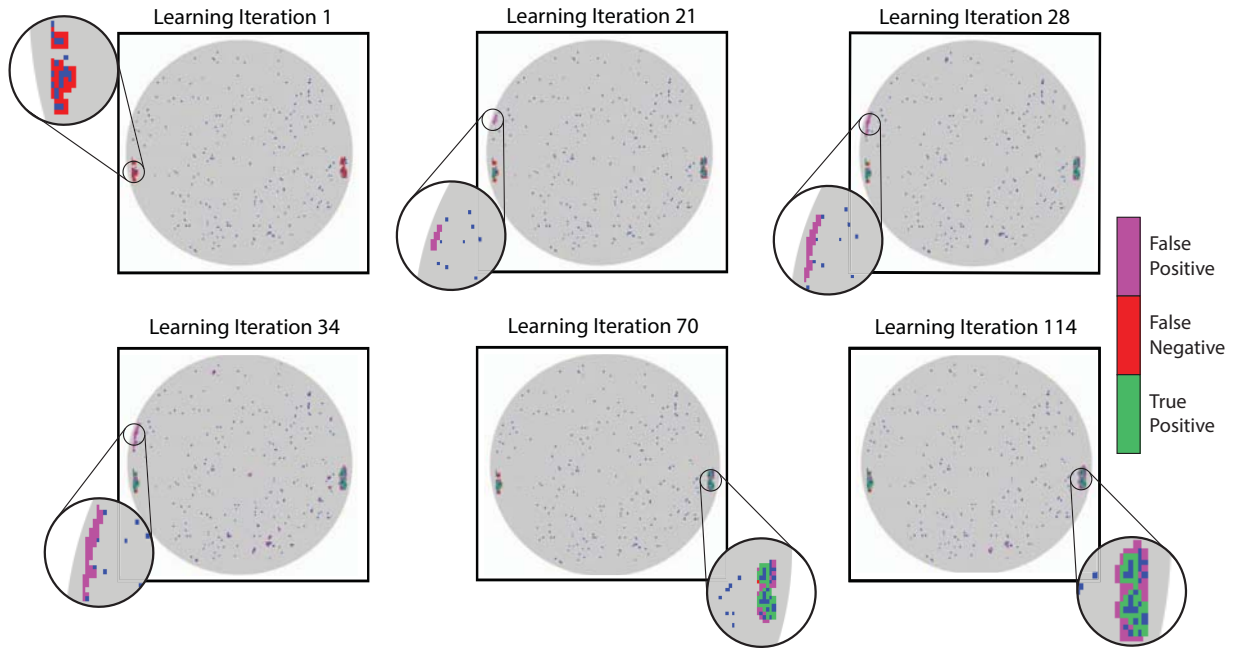 Learning Iteration 1
Learning Iteration 21
Learning Iteration 28
False
Positive
False
Negative
True
Positive
Learning Iteration 34
Learning Iteration 70
Learning Iteration 114